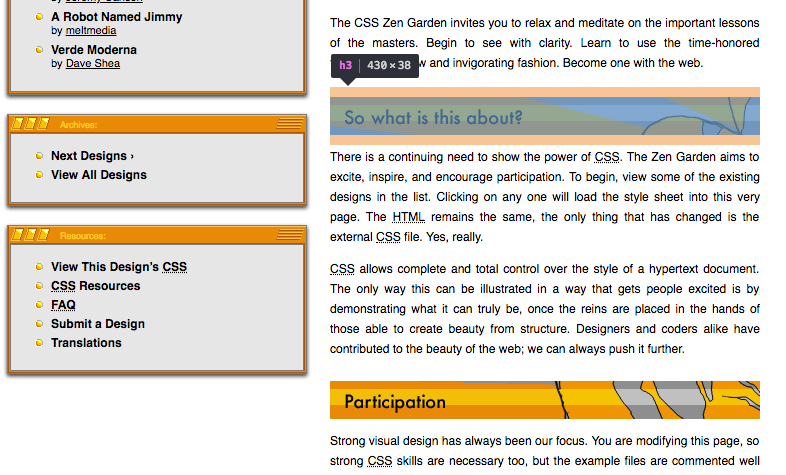 A Robot Named Jimmy
by meltmedia
Verde Moderna
by Dave Shea
Archives:
Next Designs ›
View All Designs
Resources:
View This Design's CSS
CSS Resources
FAQ
Submit a Design
Translations
The CSS Zen Garden invites you to relax and meditate on the important lessons
of the masters. Begin to see with clarity. Learn to use the time-honored
and invigorating fashion. Become one with the web.
h3 430 × 38
So what is this about?
There is a continuing need to show the power of CSS. The Zen Garden aims to
excite, inspire, and encourage participation. To begin, view some of the existing
designs in the list. Clicking on any one will load the style sheet into this very
page. The HTML remains the same, the only thing that has changed is the
external CSS file. Yes, really.
CSS allows complete and total control over the style of a hypertext document.
The only way this can be illustrated in a way that gets people excited is by
demonstrating what it can truly be, once the reins are placed in the hands of
those able to create beauty from structure. Designers and coders alike have
contributed to the beauty of the web; we can always push it further.
Participation
Strong visual design has always been our focus. You are modifying this page, so
strong CSS skills are necessary too, but the example files are commented well